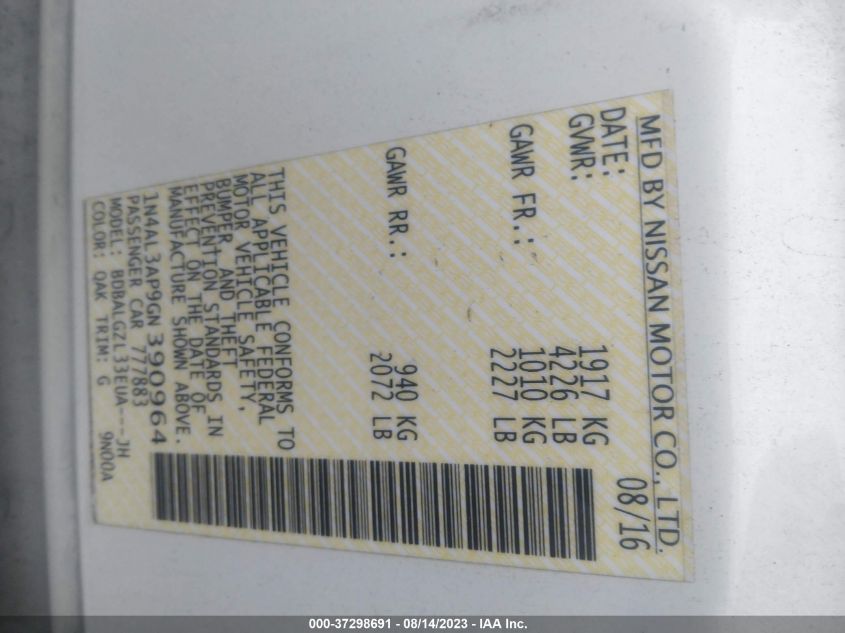 MFD BY NISSAN MOTOR CO., LTD.
DATE: 08/16
GVWR: 1917 KG
4226 LB
GAWR FR.: 1010 KG
2227 LB
GAWR RR.: 940 KG
2072 LB
THIS VEHICLE CONFORMS TO
ALL APPLICABLE FEDERAL
MOTOR VEHICLE SAFETY,
BUMPER, AND THEFT
PREVENTION STANDARDS IN
EFFECT ON THE DATE OF
MANUFACTURE SHOWN ABOVE.
1N4AL3AP9GN390964
PASSENGER CAR 777883
MODEL: BDBALGZL33EUA---JH
COLOR: QAK TRIM: G 9N00A
000-37298691 - 08/14/2023 - IAA Inc.